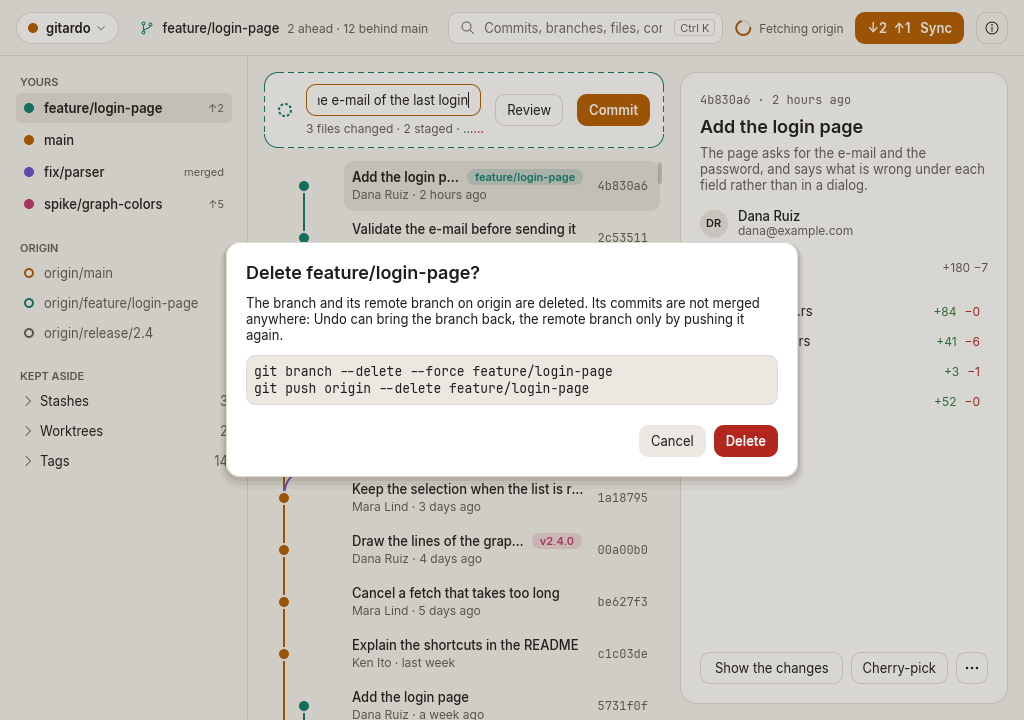 gitardo
feature/login-page 2 ahead · 12 behind main
Commits, branches, files, cor
Ctrl K
Fetching origin
↓2 ↑1 Sync
YOURS
feature/login-page ↑2
main
fix/parser merged
spike/graph-colors ↑5
ORIGIN
origin/main
origin/feature/login-page
origin/release/2.4
KEPT ASIDE
Stashes
Worktrees
Tags 14
e e-mail of the last login
3 files changed · 2 staged · ……
Review
Commit
Add the login p… feature/login-page
Dana Ruiz · 2 hours ago
4b830a6
Validate the e-mail before sending it
2c53511
Delete feature/login-page?
The branch and its remote branch on origin are deleted. Its commits are not merged
anywhere: Undo can bring the branch back, the remote branch only by pushing it
again.
git branch --delete --force feature/login-page
git push origin --delete feature/login-page
Cancel
Delete
Keep the selection when the list is r…
Mara Lind · 3 days ago
1a18795
Draw the lines of the grap… v2.4.0
Dana Ruiz · 4 days ago
00a00b0
Cancel a fetch that takes too long
Mara Lind · 5 days ago
be627f3
Explain the shortcuts in the README
Ken Ito · last week
c1c03de
Add the login page
Dana Ruiz · a week ago
5731f0f
4b830a6 · 2 hours ago
Add the login page
The page asks for the e-mail and the
password, and says what is wrong under each
field rather than in a dialog.
DR
Dana Ruiz
dana@example.com
+180 −7
.rs +84 −0
rs +41 −6
+3 −1
+52 −0
Show the changes
Cherry-pick